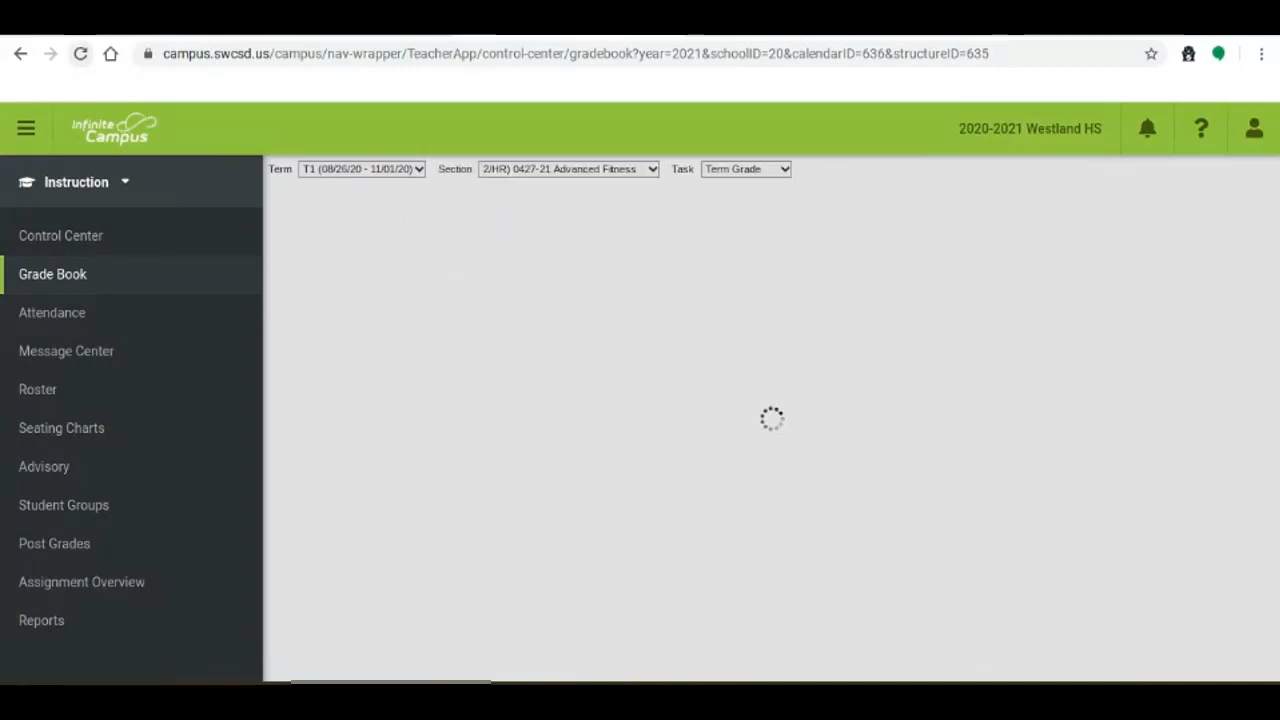 campus.swcsd.us/campus/nav-wrapper/TeacherApp/control-center/gradebook?year=2021&schoolID=20&calendarID=636&structureID=635
Infinite Campus
2020-2021 Westland HS
?
Instruction
Term T1 (08/26/20 - 11/01/20) Section 2/HR) 0427-21 Advanced Fitness Task Term Grade
Control Center
Grade Book
Attendance
Message Center
Roster
Seating Charts
Advisory
Student Groups
Post Grades
Assignment Overview
Reports